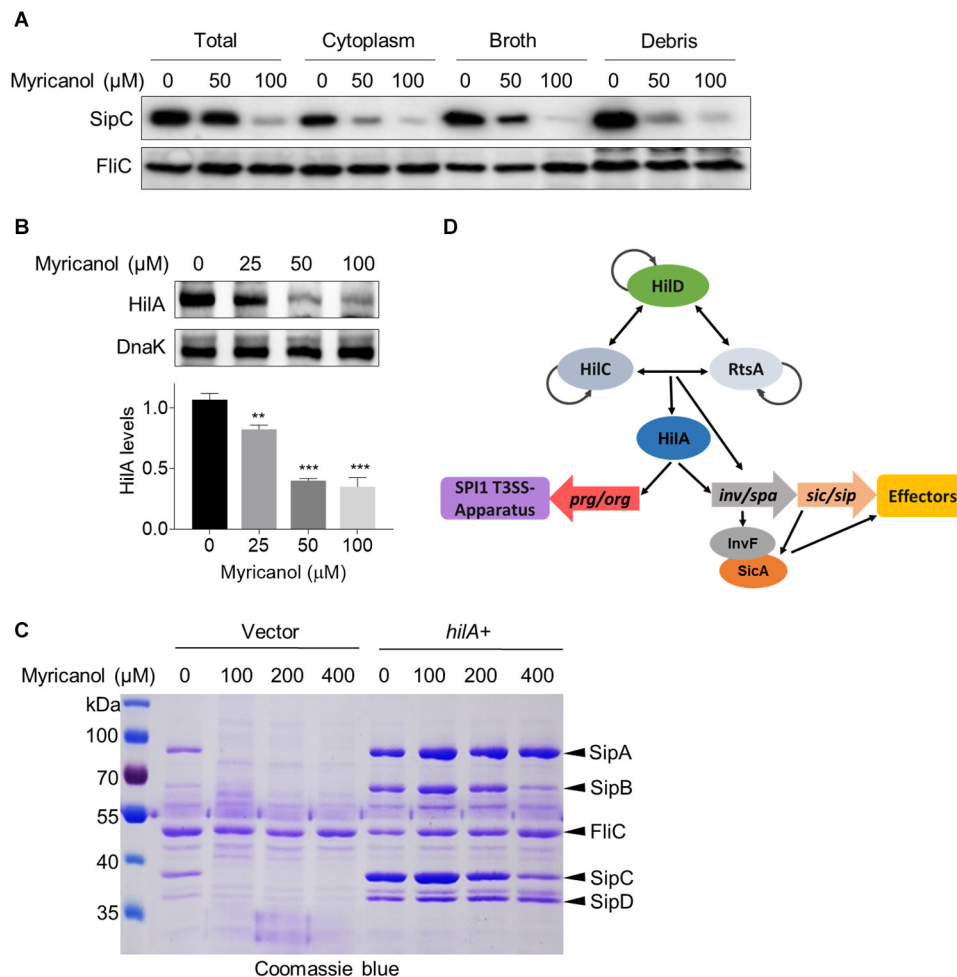 A
Total Cytoplasm Broth Debris
Myricanol (μM) 0 50 100 0 50 100 0 50 100 0 50 100
SipC
FliC
B
Myricanol (μM) 0 25 50 100
HilA
DnaK
HilA levels
1.0
0.5
0.0
**
***
***
0 25 50 100
Myricanol (μM)
D
HilD
HilC
RtsA
HilA
SPI1 T3SS-
Apparatus
prg/org
inv/spa
sic/sip
Effectors
InvF
SicA
C
Vector hilA+
Myricanol (μM) 0 100 200 400 0 100 200 400
kDa
100
70
55
40
35
SipA
SipB
FliC
SipC
SipD
Coomassie blue